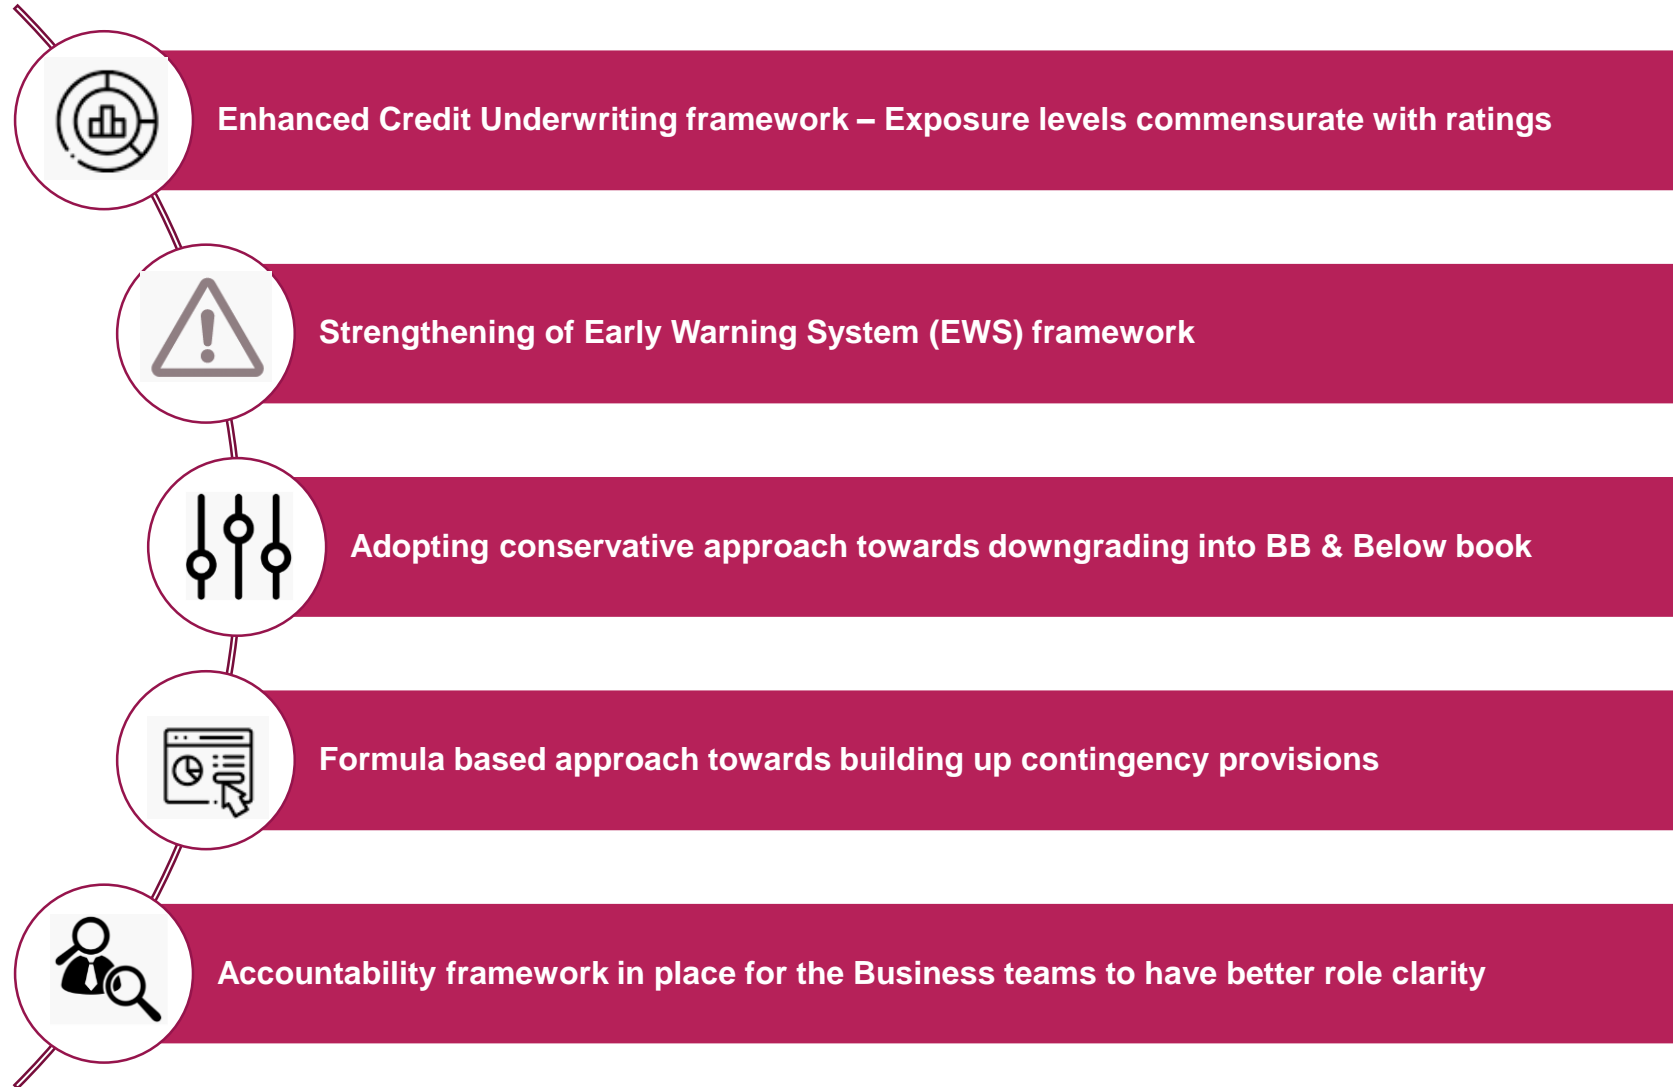 Enhanced Credit Underwriting framework – Exposure levels commensurate with ratings
Strengthening of Early Warning System (EWS) framework
Adopting conservative approach towards downgrading into BB & Below book
Formula based approach towards building up contingency provisions
Accountability framework in place for the Business teams to have better role clarity